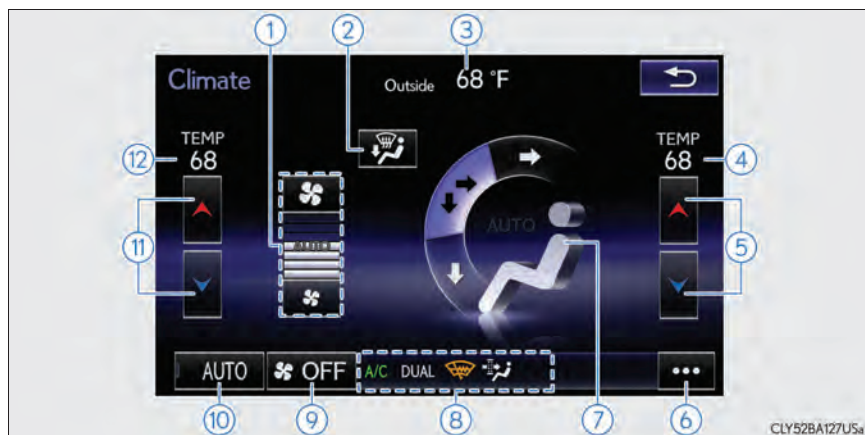 1 2 3
Climate Outside 68 °F
TEMP TEMP
12 68 68 4
AUTO
11 1 5
AUTO OFF A/C DUAL
10 9 8 7 6
CLY52BA127USa